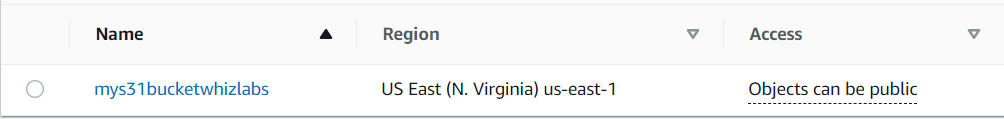 Name Region Access
mys31bucketwhizlabs US East (N. Virginia) us-east-1 Objects can be public